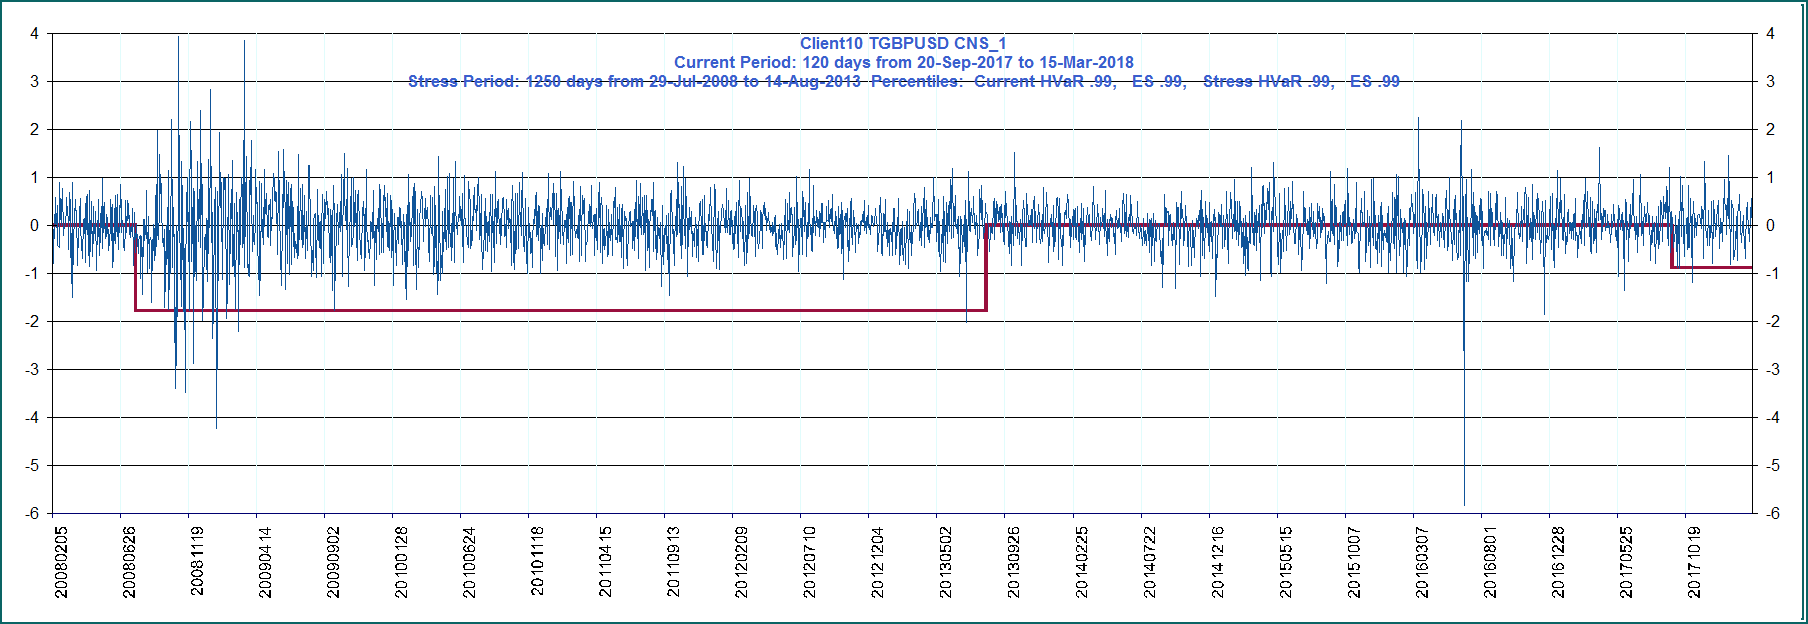 Client10 TGBPUSD CNS_1
Current Period: 120 days from 20-Sep-2017 to 15-Mar-2018
Stress Period: 1250 days from 29-Jul-2008 to 14-Aug-2013 Percentiles: Current HVaR .99, ES .99, Stress HVaR .99, ES .99
4 4
3 3
2 2
1 1
0 0
-1 -1
-2 -2
-3 -3
-4 -4
-5 -5
-6 -6
20080205 20080626 20081119 20090414 20090902 20100128 20100624 20101118 20110415 20110913 20120209 20120710 20121204 20130502 20130926 20140225 20140722 20141216 20150515 20151007 20160307 20160801 20161228 20170525 20171019